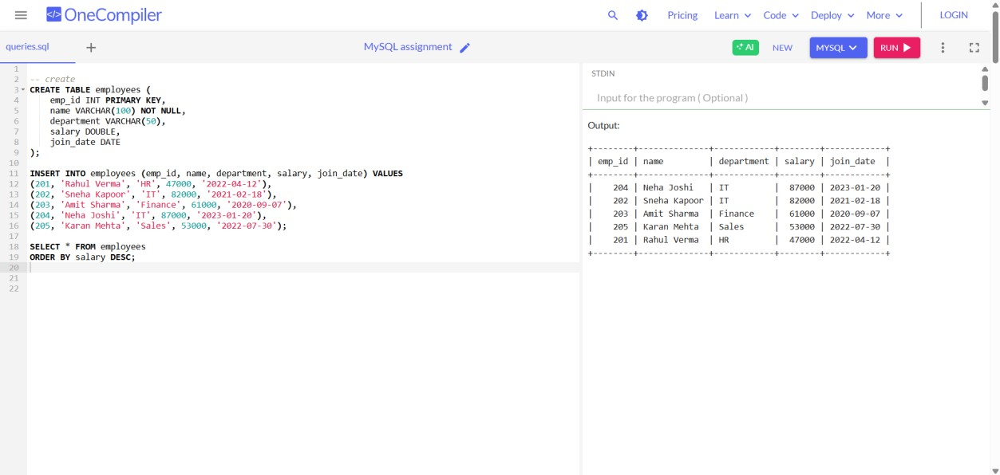 OneCompiler
Pricing Learn Code Deploy More LOGIN
queries.sql + MySQL assignment AI NEW MYSQL RUN
1
2 -- create
3 CREATE TABLE employees (
4     emp_id INT PRIMARY KEY,
5     name VARCHAR(100) NOT NULL,
6     department VARCHAR(50),
7     salary DOUBLE,
8     join_date DATE
9 );
10
11 INSERT INTO employees (emp_id, name, department, salary, join_date) VALUES
12 (201, 'Rahul Verma', 'HR', 47000, '2022-04-12'),
13 (202, 'Sneha Kapoor', 'IT', 82000, '2021-02-18'),
14 (203, 'Amit Sharma', 'Finance', 61000, '2020-09-07'),
15 (204, 'Neha Joshi', 'IT', 87000, '2023-01-20'),
16 (205, 'Karan Mehta', 'Sales', 53000, '2022-07-30');
17
18 SELECT * FROM employees
19 ORDER BY salary DESC;
20
21
22
STDIN
Input for the program ( Optional )
Output:
+--------+--------------+------------+--------+------------+
| emp_id | name         | department | salary | join_date  |
+--------+--------------+------------+--------+------------+
|    204 | Neha Joshi   | IT         |  87000 | 2023-01-20 |
|    202 | Sneha Kapoor | IT         |  82000 | 2021-02-18 |
|    203 | Amit Sharma  | Finance    |  61000 | 2020-09-07 |
|    205 | Karan Mehta  | Sales      |  53000 | 2022-07-30 |
|    201 | Rahul Verma  | HR         |  47000 | 2022-04-12 |
+--------+--------------+------------+--------+------------+